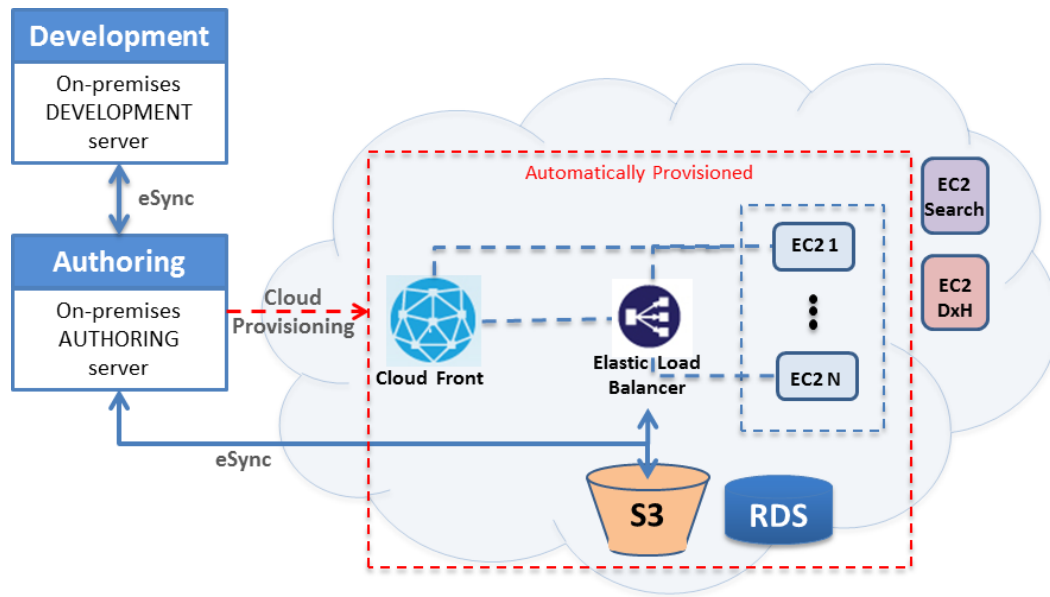 Development
On-premises
DEVELOPMENT
server
eSync
Authoring
On-premises
AUTHORING
server
Cloud
Provisioning
eSync
Automatically Provisioned
Cloud Front
Elastic Load
Balancer
EC2 1
EC2 N
S3
RDS
EC2
Search
EC2
DxH